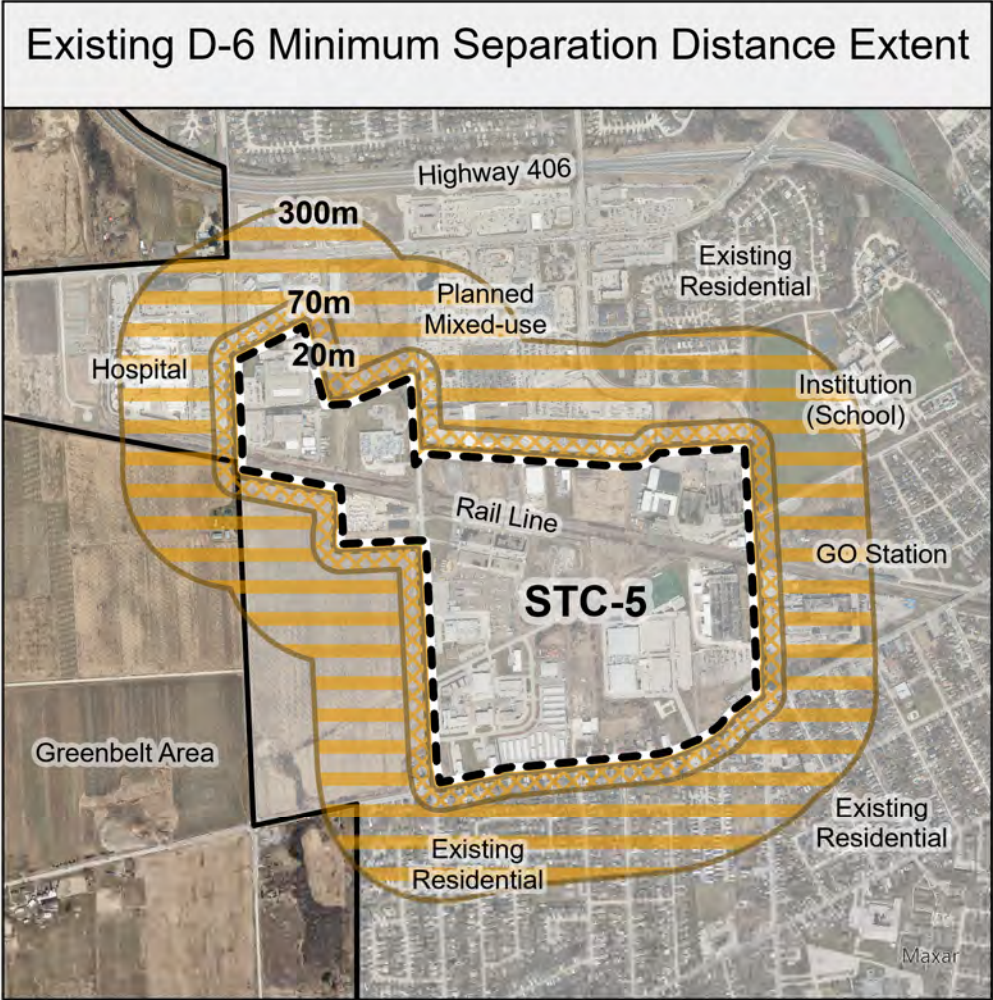 Existing D-6 Minimum Separation Distance Extent
Highway 406
300m
Existing
Residential
Planned
Mixed-use
70m
20m
Hospital
Institution
(School)
Rail Line
GO Station
STC-5
Greenbelt Area
Existing
Residential
Existing
Residential
Maxar